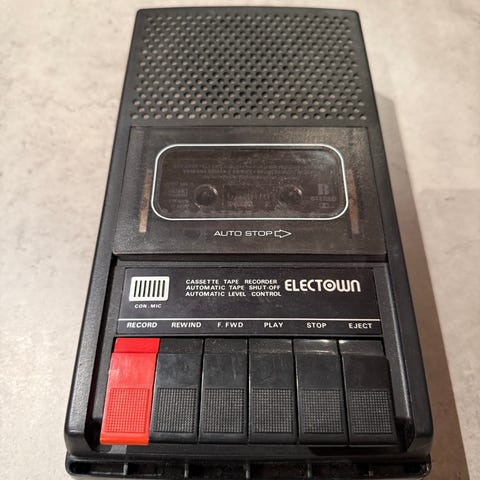 B
STEREO
AUTO STOP
CASSETTE TAPE RECORDER
AUTOMATIC TAPE SHUT-OFF
AUTOMATIC LEVEL CONTROL
ELECTOWN
CON. MIC
RECORD REWIND F. FWD PLAY STOP EJECT